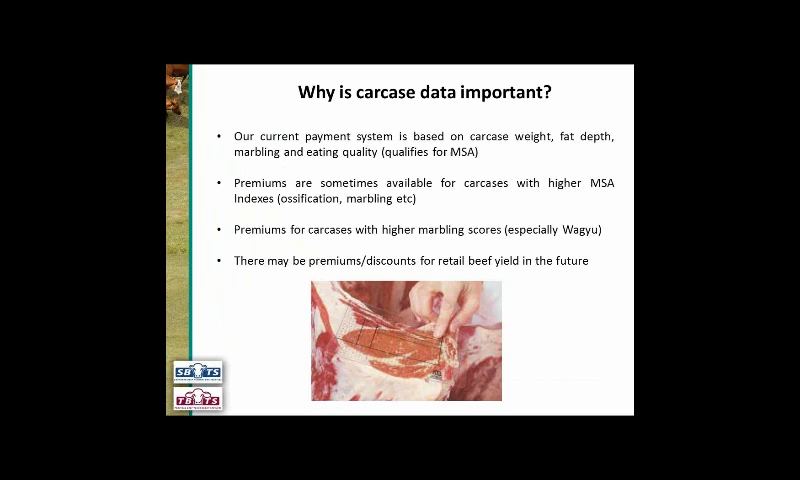 Why is carcase data important?
• Our current payment system is based on carcase weight, fat depth,
marbling and eating quality (qualifies for MSA)
• Premiums are sometimes available for carcases with higher MSA
Indexes (ossification, marbling etc)
• Premiums for carcases with higher marbling scores (especially Wagyu)
• There may be premiums/discounts for retail beef yield in the future
SBTS
TBTS